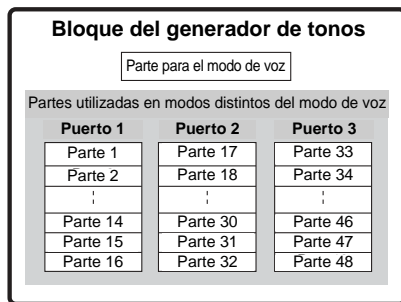 Bloque del generador de tonos
Parte para el modo de voz
Partes utilizadas en modos distintos del modo de voz
Puerto 1 Puerto 2 Puerto 3
Parte 1 Parte 17 Parte 33
Parte 2 Parte 18 Parte 34
Parte 14 Parte 30 Parte 46
Parte 15 Parte 31 Parte 47
Parte 16 Parte 32 Parte 48